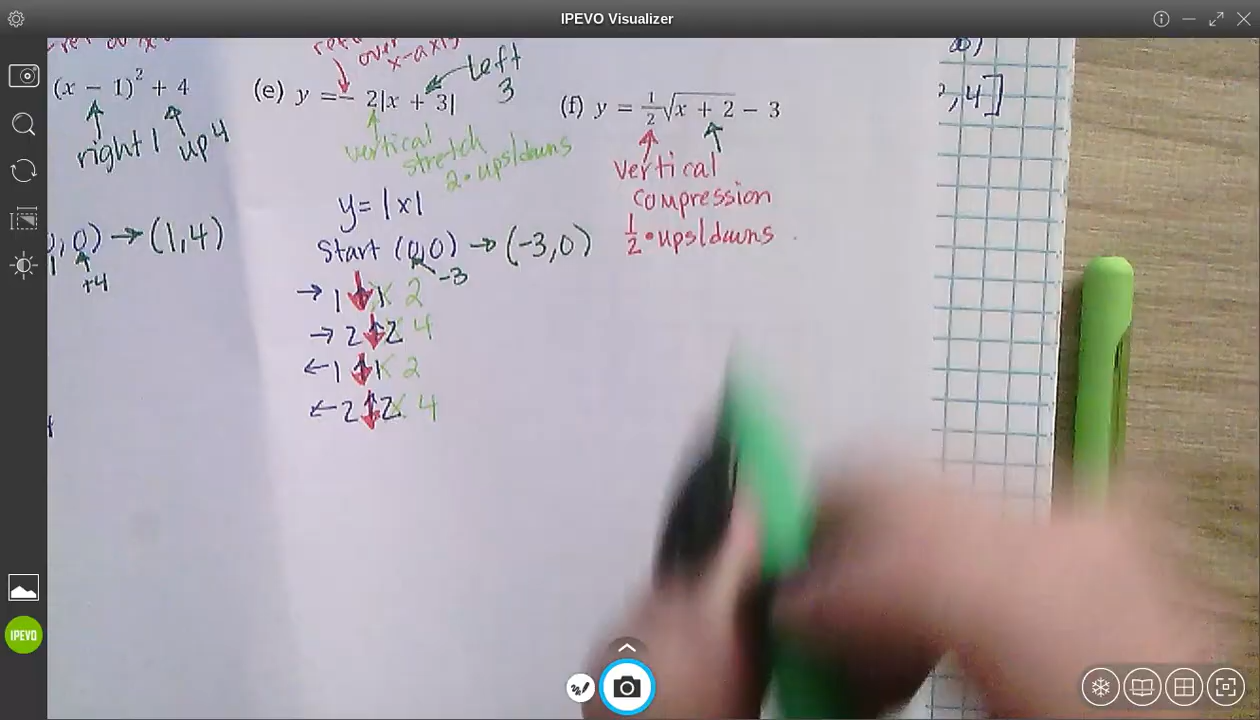 IPEVO Visualizer
(x − 1)² + 4
right 1 up 4
0) → (1,4)
+4
over
x-axis
left
3
(e) y = − 2|x + 3|
vertical
stretch
2 • ups/downs
y = |x|
Start (0,0) → (-3,0)
-3
→ 1 ↓ 1 2
→ 2 ↓ 2 4
← 1 ↓ 1 2
← 2 ↓ 2 4
(f) y = 1/2 √(x + 2) − 3
vertical
compression
1/2 • ups/downs
, 4]
IPEVO